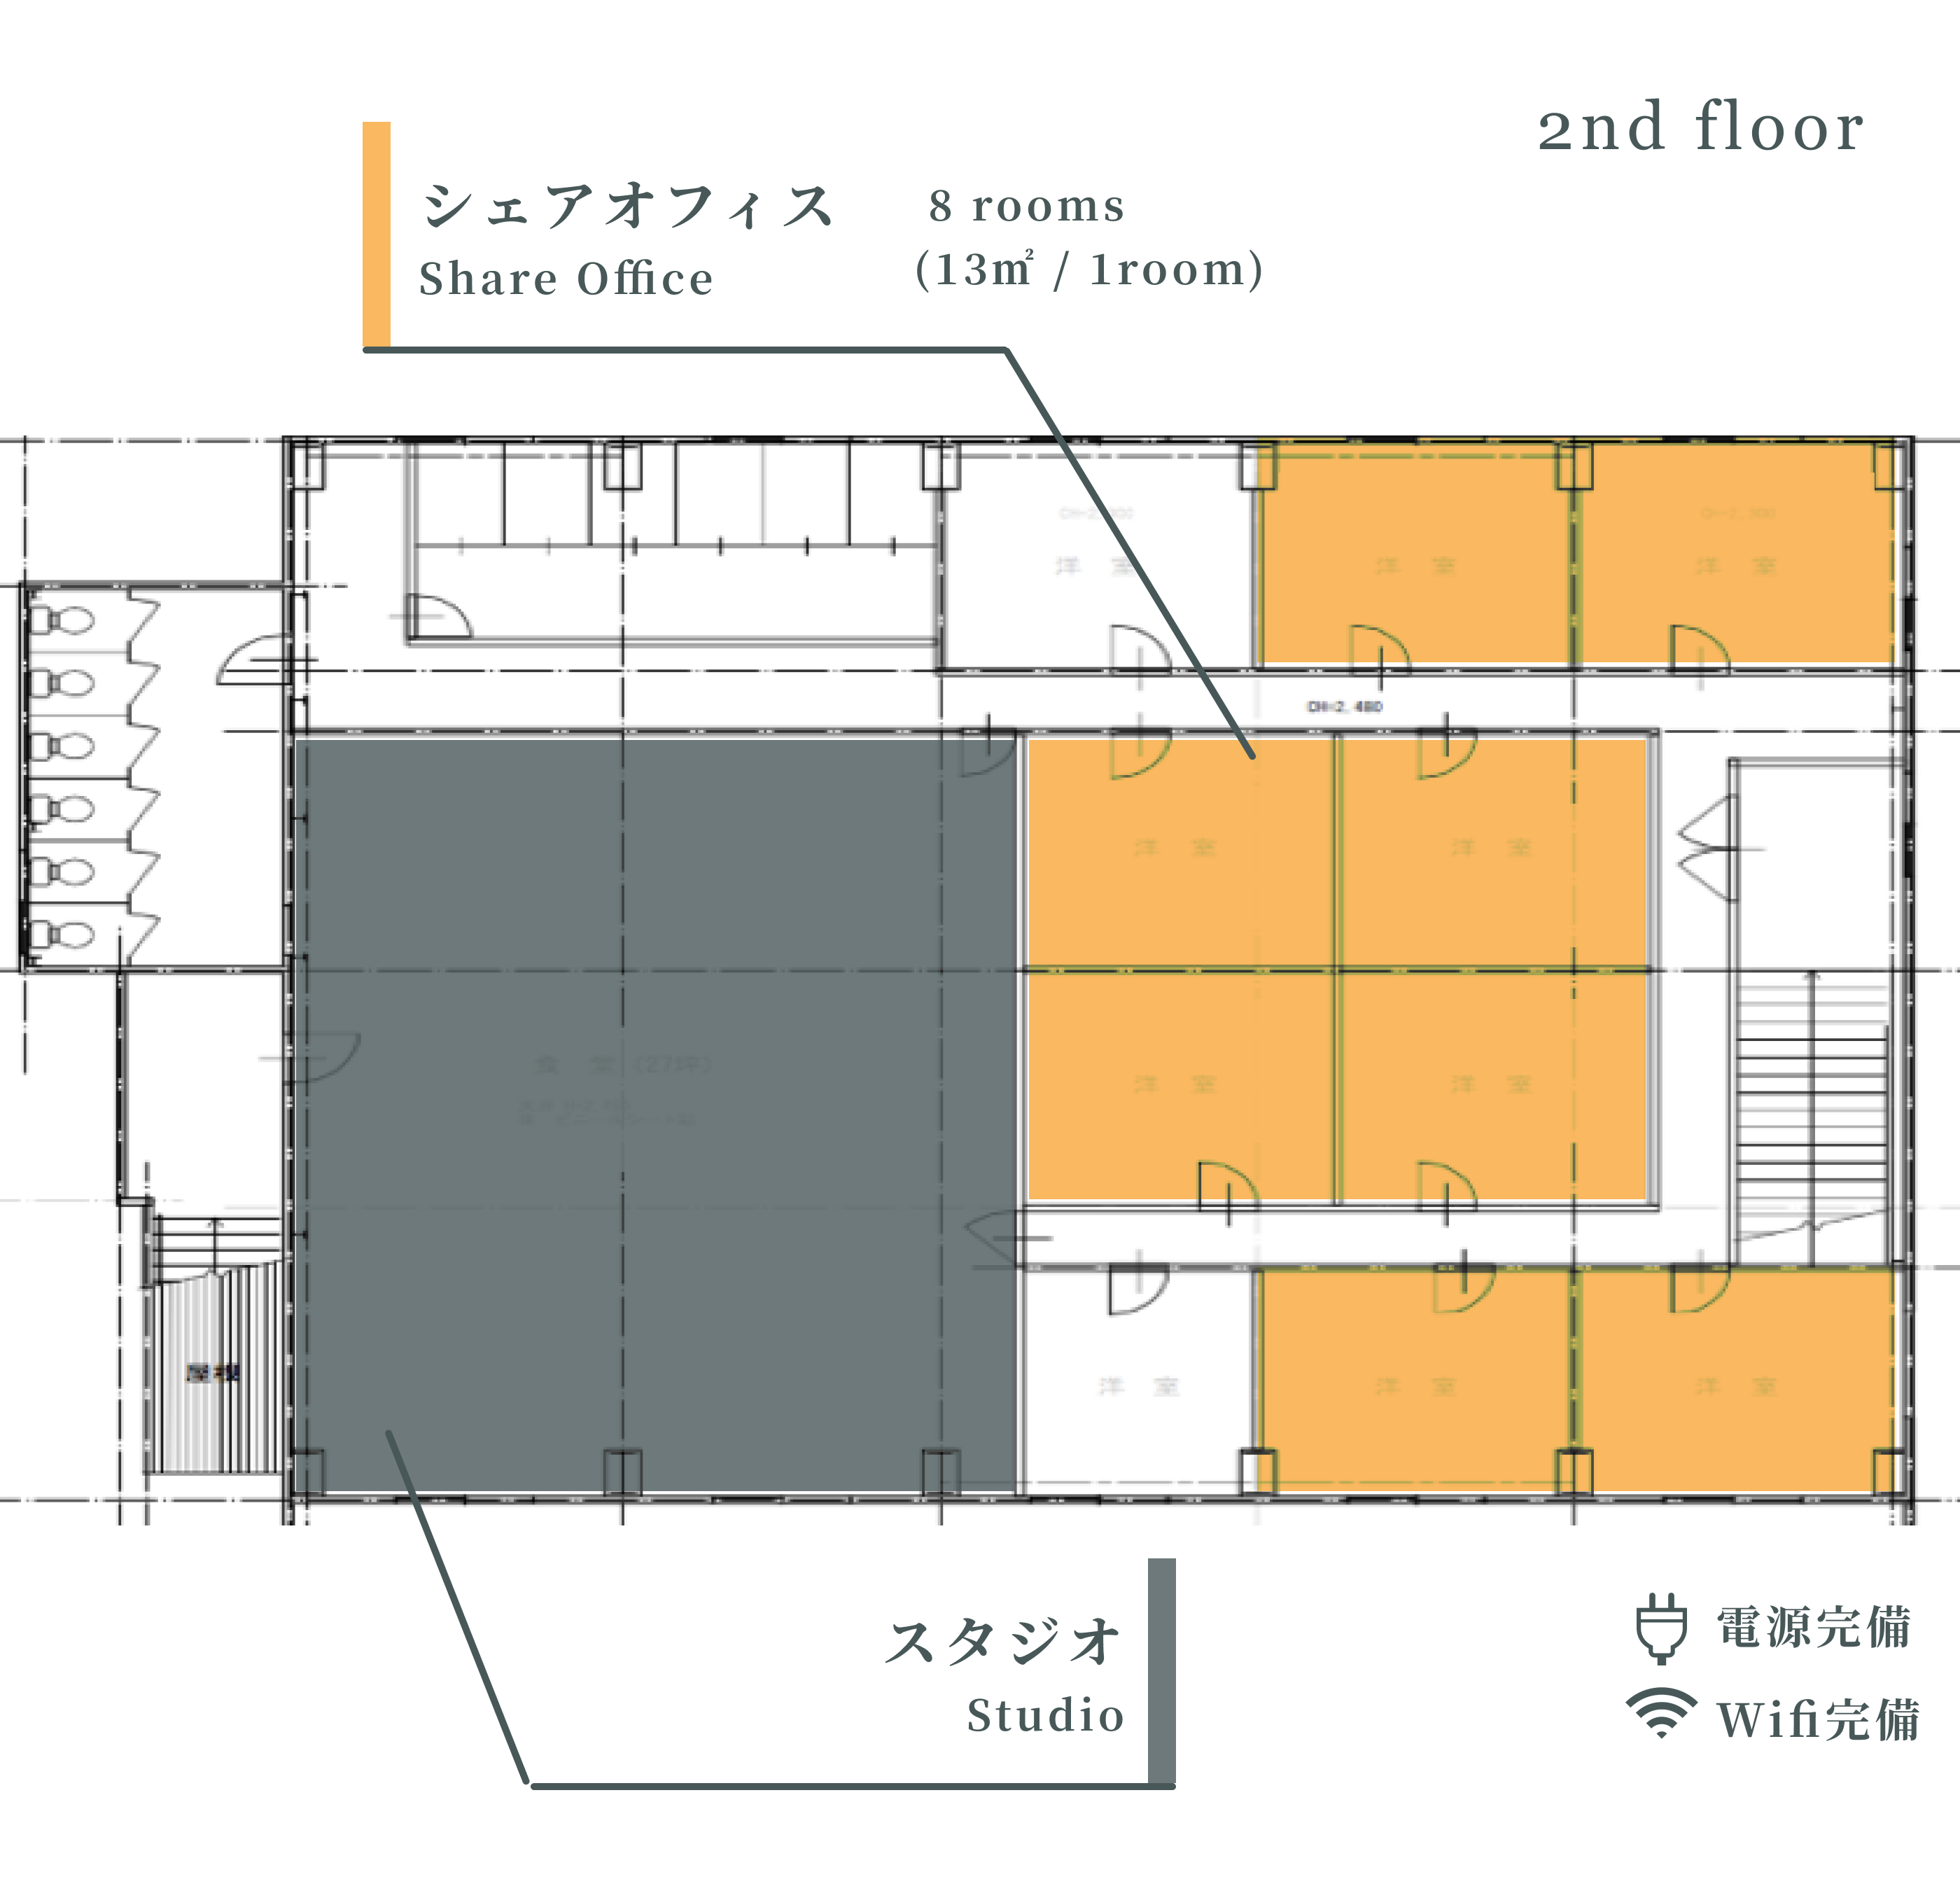 2nd floor
シェアオフィス
Share Office
8 rooms
(13㎡ / 1room)
洋 室
洋 室
洋 室
CH=2,480
洋 室
洋 室
洋 室
洋 室
洋 室
洋 室
洋 室
スタジオ
Studio
電源完備
Wifi完備